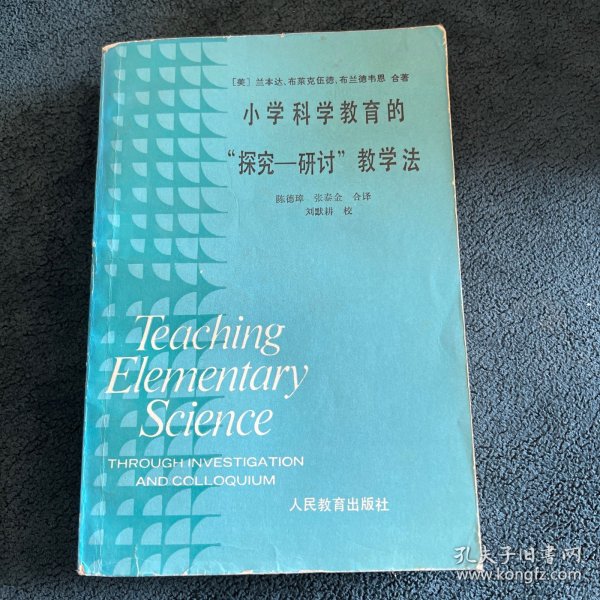 [美] 兰本达、布莱克伍德、布兰德韦恩 合著
小学科学教育的
“探究—研讨”教学法
陈德璋 张泰金 合译
刘默耕 校
Teaching
Elementary
Science
THROUGH INVESTIGATION
AND COLLOQUIUM
人民教育出版社
孔夫子旧书网
www.kongfz.com